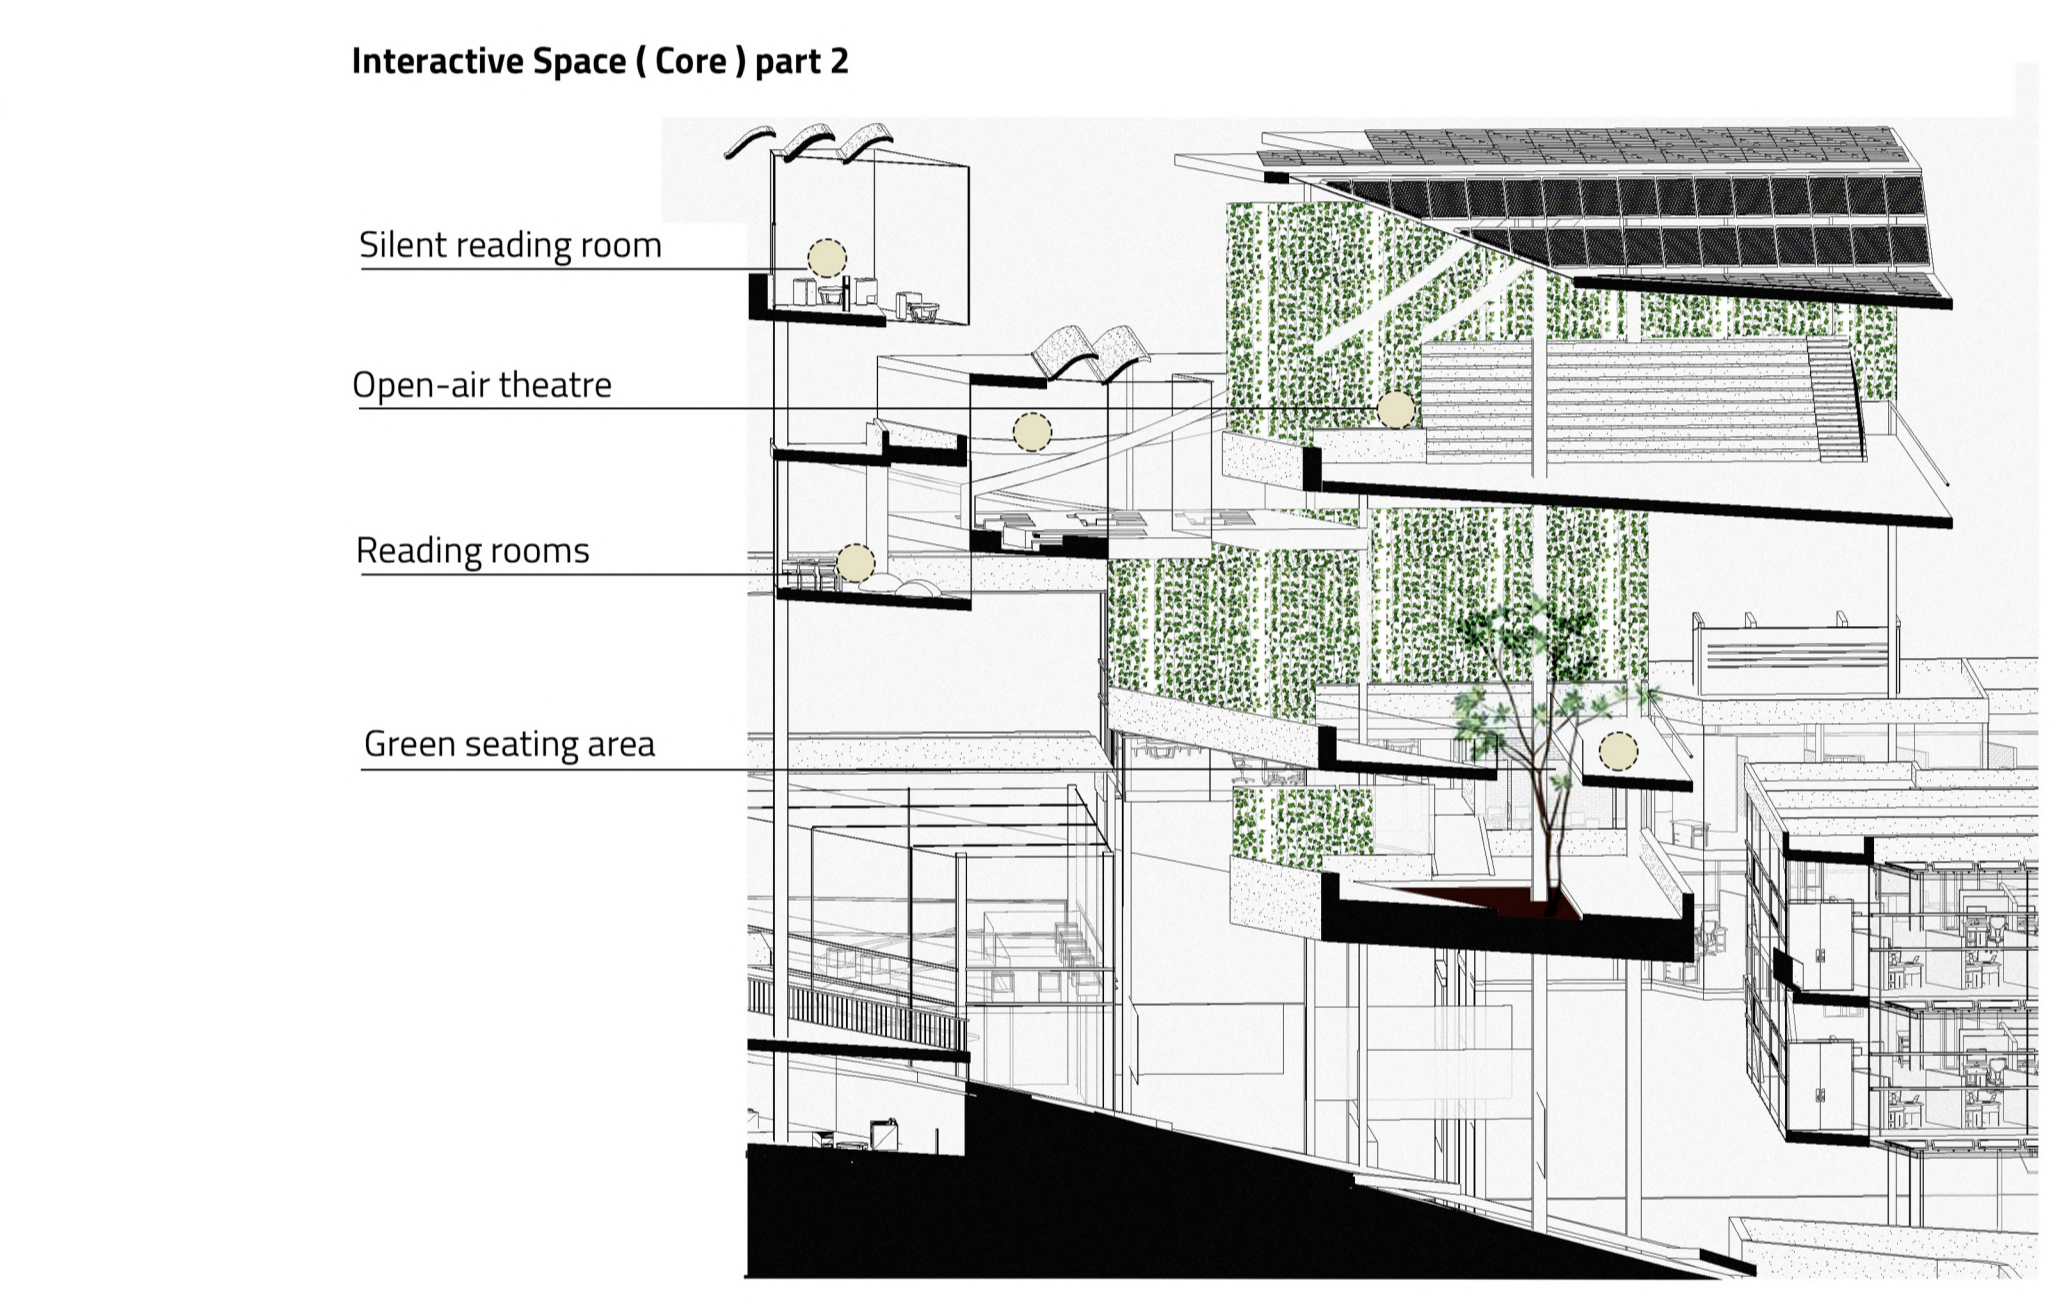 Interactive Space ( Core ) part 2
Silent reading room
Open-air theatre
Reading rooms
Green seating area